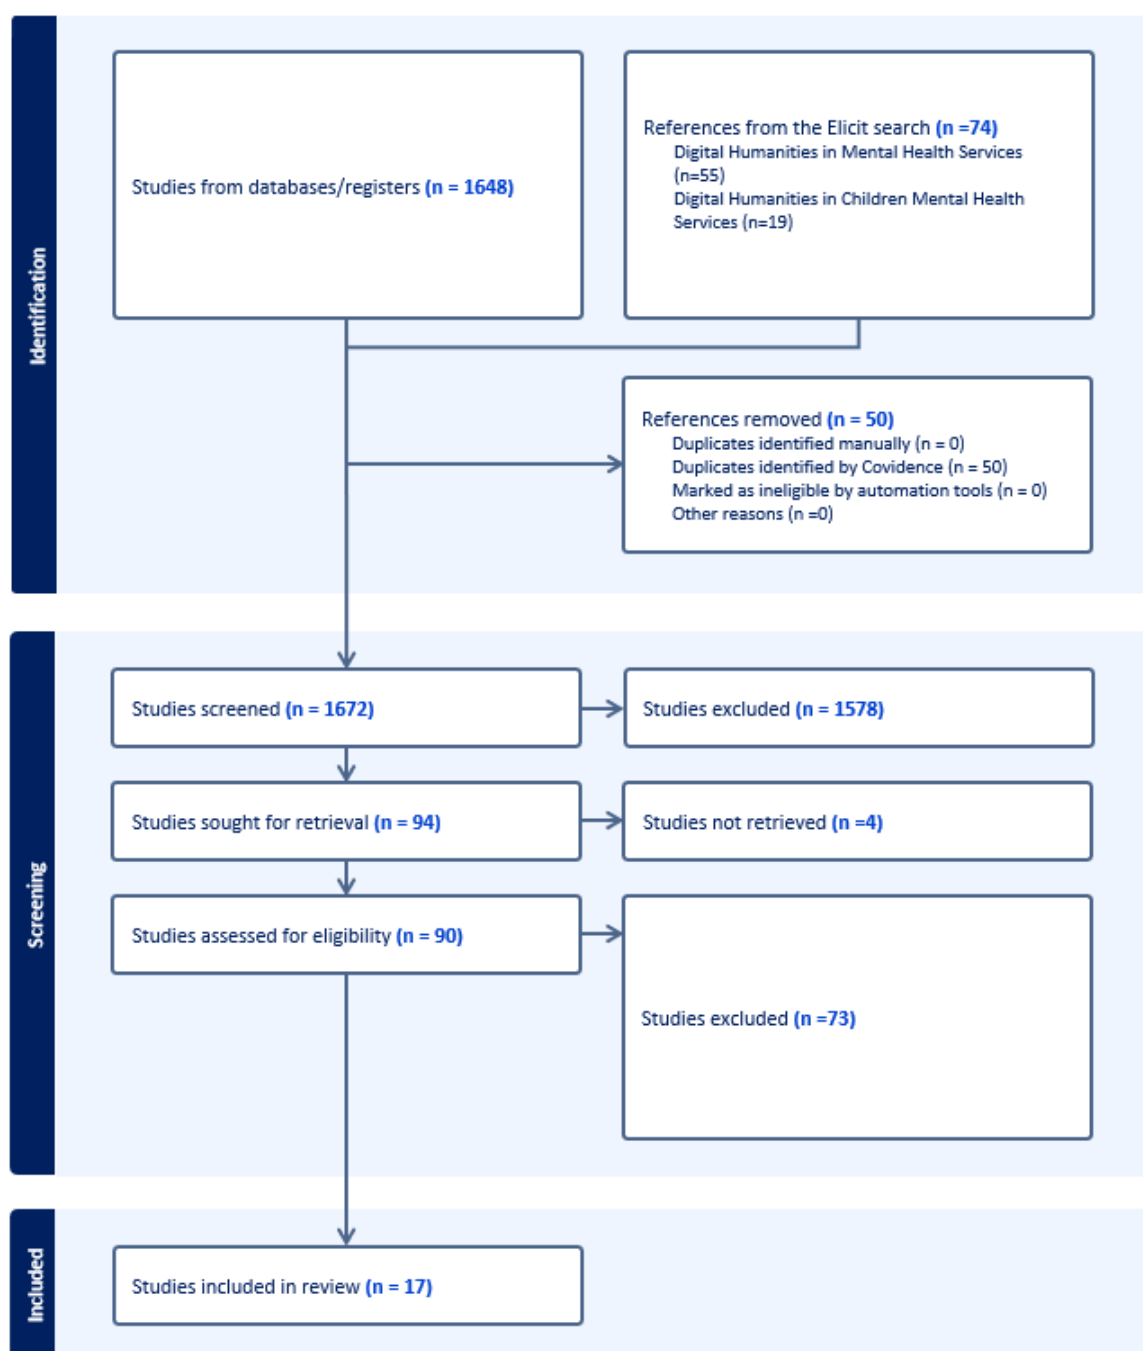 Identification
Studies from databases/registers (n = 1648)
References from the Elicit search (n =74)
Digital Humanities in Mental Health Services
(n=55)
Digital Humanities in Children Mental Health
Services (n=19)
References removed (n = 50)
Duplicates identified manually (n = 0)
Duplicates identified by Covidence (n = 50)
Marked as ineligible by automation tools (n = 0)
Other reasons (n =0)
Screening
Studies screened (n = 1672)
Studies excluded (n = 1578)
Studies sought for retrieval (n = 94)
Studies not retrieved (n =4)
Studies assessed for eligibility (n = 90)
Studies excluded (n =73)
Included
Studies included in review (n = 17)